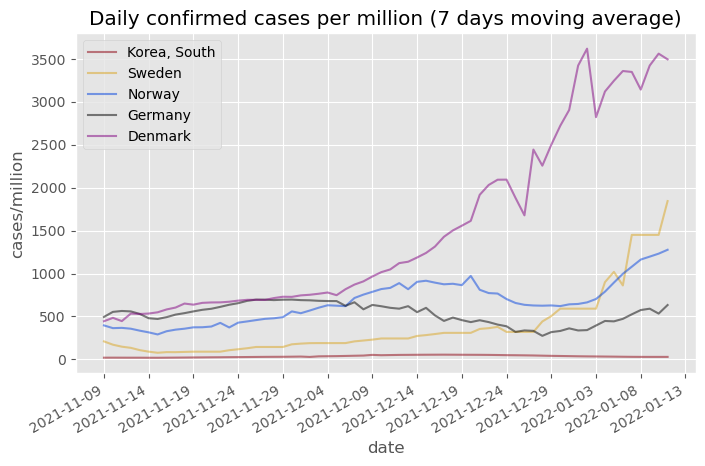 Daily confirmed cases per million (7 days moving average)
Korea, South
Sweden
Norway
Germany
Denmark
3500
3000
2500
2000
1500
1000
500
0
cases/million
2021-11-09
2021-11-14
2021-11-19
2021-11-24
2021-11-29
2021-12-04
2021-12-09
2021-12-14
2021-12-19
2021-12-24
2021-12-29
2022-01-03
2022-01-08
2022-01-13
date